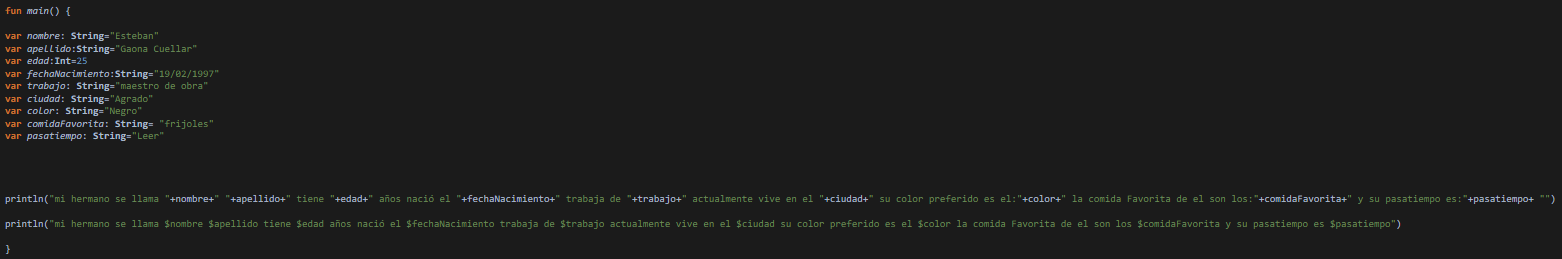 fun main() {
var nombre: String="Esteban"
var apellido:String="Gaona Cuellar"
var edad:Int=25
var fechaNacimiento:String="19/02/1997"
var trabajo: String="maestro de obra"
var ciudad: String="Agrado"
var color: String="Negro"
var comidaFavorita: String= "frijoles"
var pasatiempo: String="Leer"
println("mi hermano se llama "+nombre+" "+apellido+" tiene "+edad+" años nació el "+fechaNacimiento+" trabaja de "+trabajo+" actualmente vive en el "+ciudad+" su color preferido es el:"+color+" la comida Favorita de el son los:"+comidaFavorita+" y su pasatiempo es:"+pasatiempo+ "")
println("mi hermano se llama $nombre $apellido tiene $edad años nació el $fechaNacimiento trabaja de $trabajo actualmente vive en el $ciudad su color preferido es el $color la comida Favorita de el son los $comidaFavorita y su pasatiempo es $pasatiempo")
}